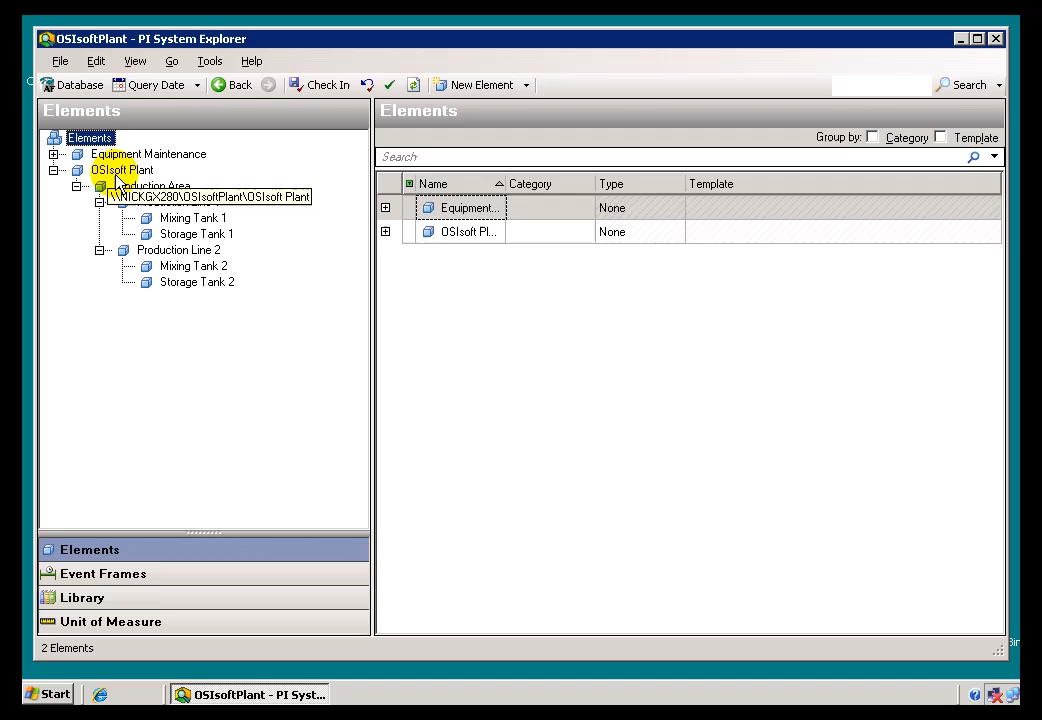 OSIsoftPlant - PI System Explorer
File Edit View Go Tools Help
Database Query Date Back Check In New Element Search
Elements
Elements
Equipment Maintenance
OSIsoft Plant
Production Area
\\NICKGX280\OSIsoftPlant\OSIsoft Plant
Mixing Tank 1
Storage Tank 1
Production Line 2
Mixing Tank 2
Storage Tank 2
Elements
Event Frames
Library
Unit of Measure
Elements
Group by: Category Template
Search
Name Category Type Template
Equipment... None
OSIsoft Pl... None
2 Elements
Start OSIsoftPlant - PI Syst...